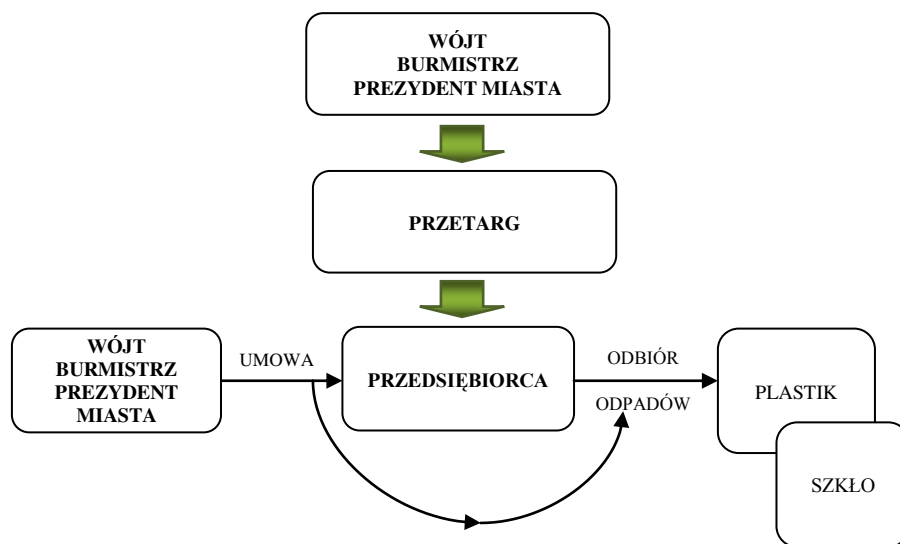 WÓJT
BURMISTRZ
PREZYDENT MIASTA
PRZETARG
WÓJT
BURMISTRZ
PREZYDENT
MIASTA
UMOWA
PRZEDSIĘBIORCA
ODBIÓR
ODPADÓW
PLASTIK
SZKŁO